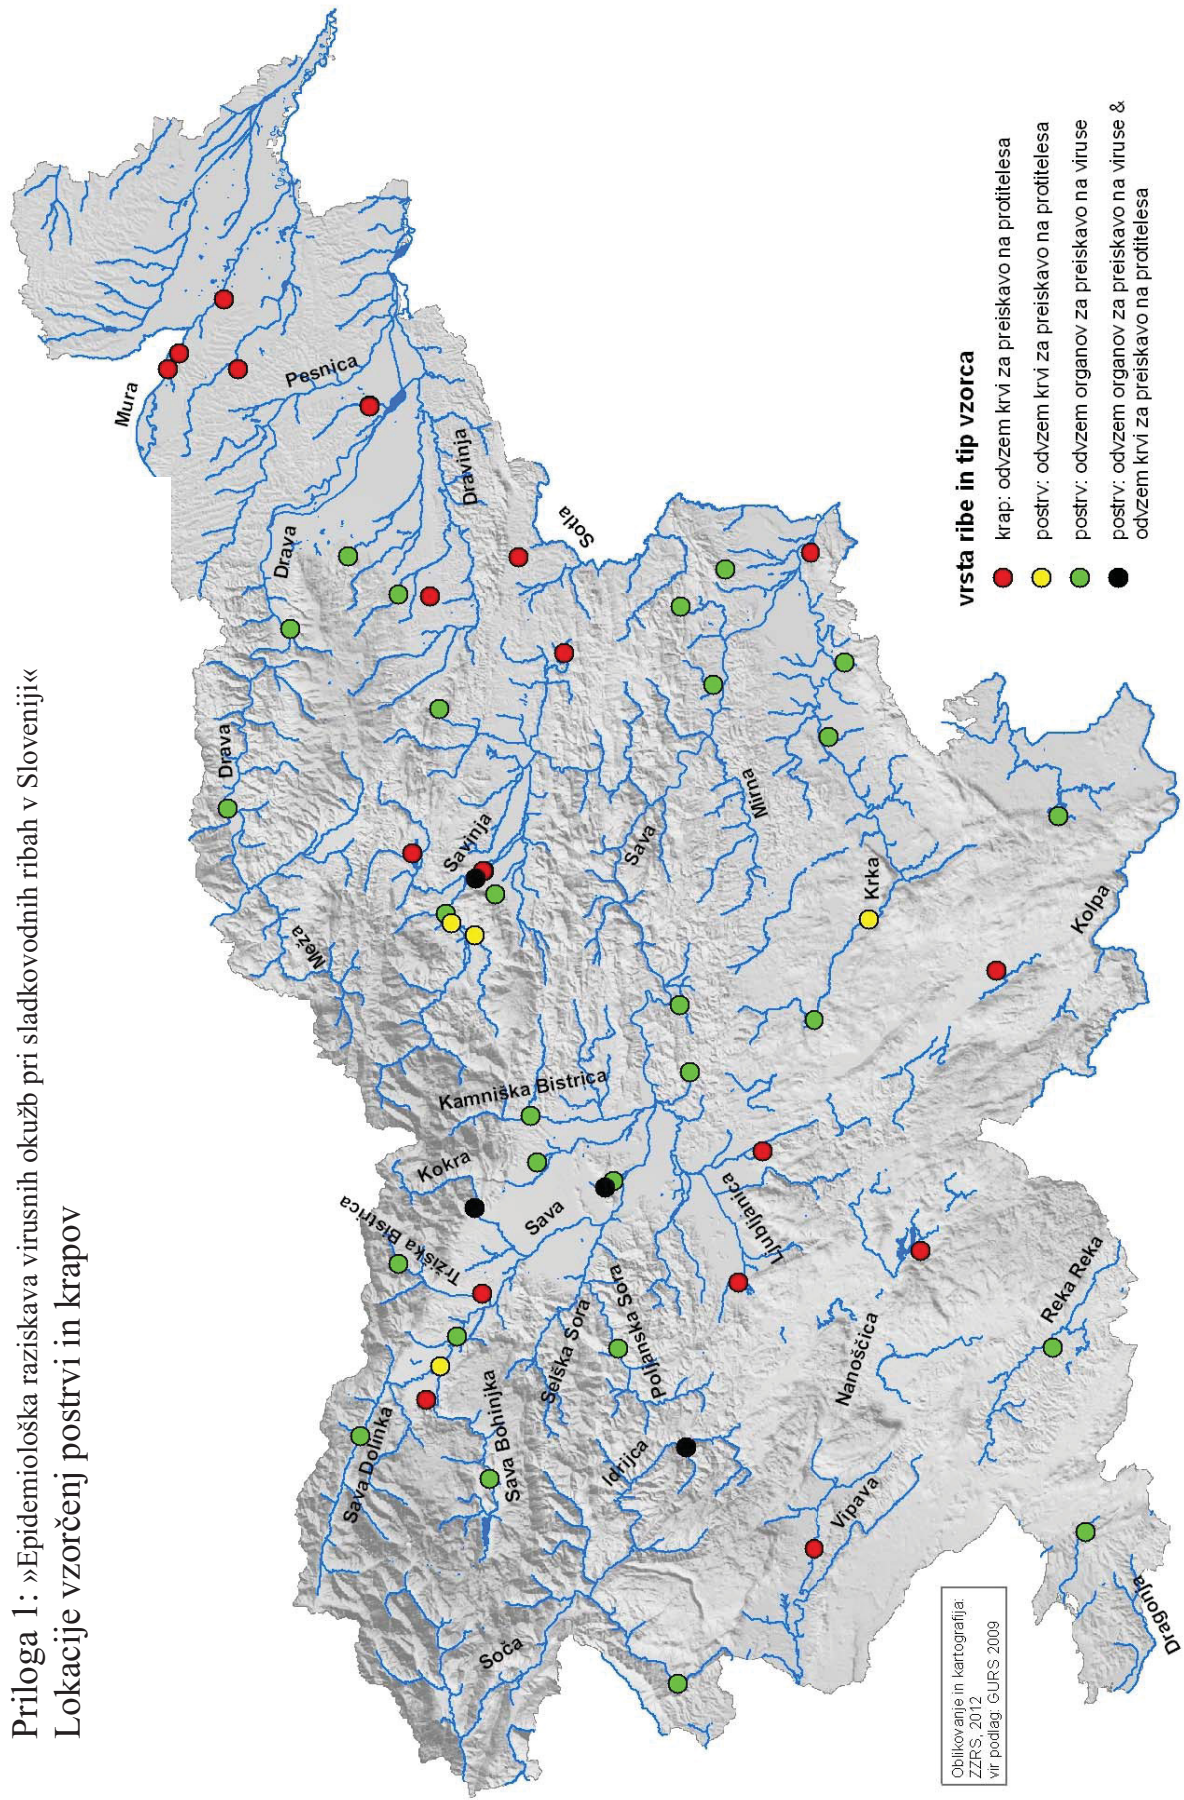 Priloga 1: »Epidemiološka raziskava virusnih okužb pri sladkovodnih ribah v Sloveniji«
Lokacije vzorčenj postrvi in krapov
Mura
Pesnica
Drava
Dravinja
Drava
Sotla
Meža
Savinja
Sava
Mirna
Krka
Kolpa
Kamniška Bistrica
Kokra
Tržiška Bistrica
Sava
Ljubljanica
Sava Dolinka
Sava Bohinjka
Selška Sora
Poljanska Sora
Idrijca
Nanoščica
Reka Reka
Soča
Vipava
Dragonja
vrsta ribe in tip vzorca
krap: odvzem krvi za preiskavo na protitelesa
postrv: odvzem krvi za preiskavo na protitelesa
postrv: odvzem organov za preiskavo na viruse
postrv: odvzem organov za preiskavo na viruse &
odvzem krvi za preiskavo na protitelesa
Oblikovanje in kartografija:
ZZRS, 2012
vir podlag: GURS 2009